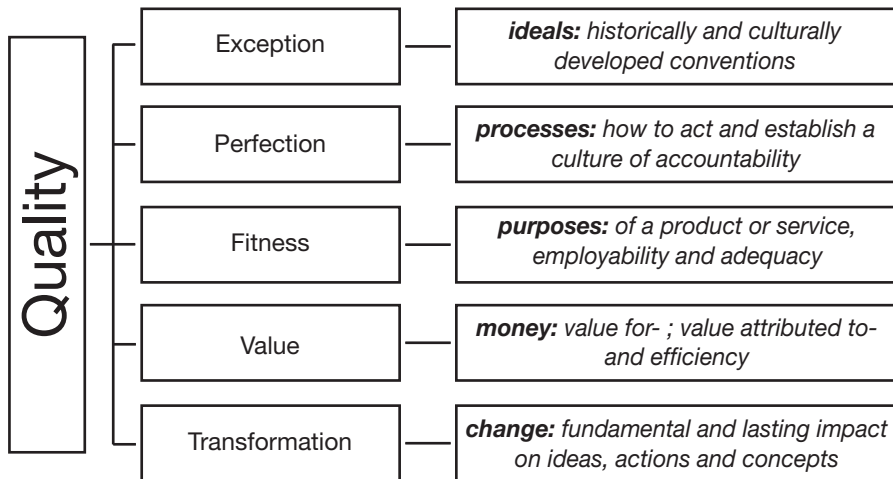 Quality
Exception
ideals: historically and culturally
developed conventions
Perfection
processes: how to act and establish a
culture of accountability
Fitness
purposes: of a product or service,
employability and adequacy
Value
money: value for- ; value attributed to-
and efficiency
Transformation
change: fundamental and lasting impact
on ideas, actions and concepts